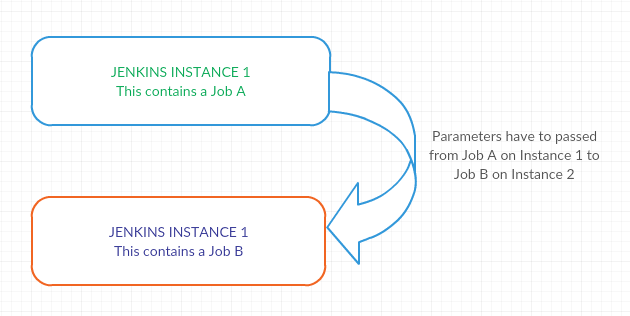 JENKINS INSTANCE 1
This contains a Job A
Parameters have to passed
from Job A on Instance 1 to
Job B on Instance 2
JENKINS INSTANCE 1
This contains a Job B